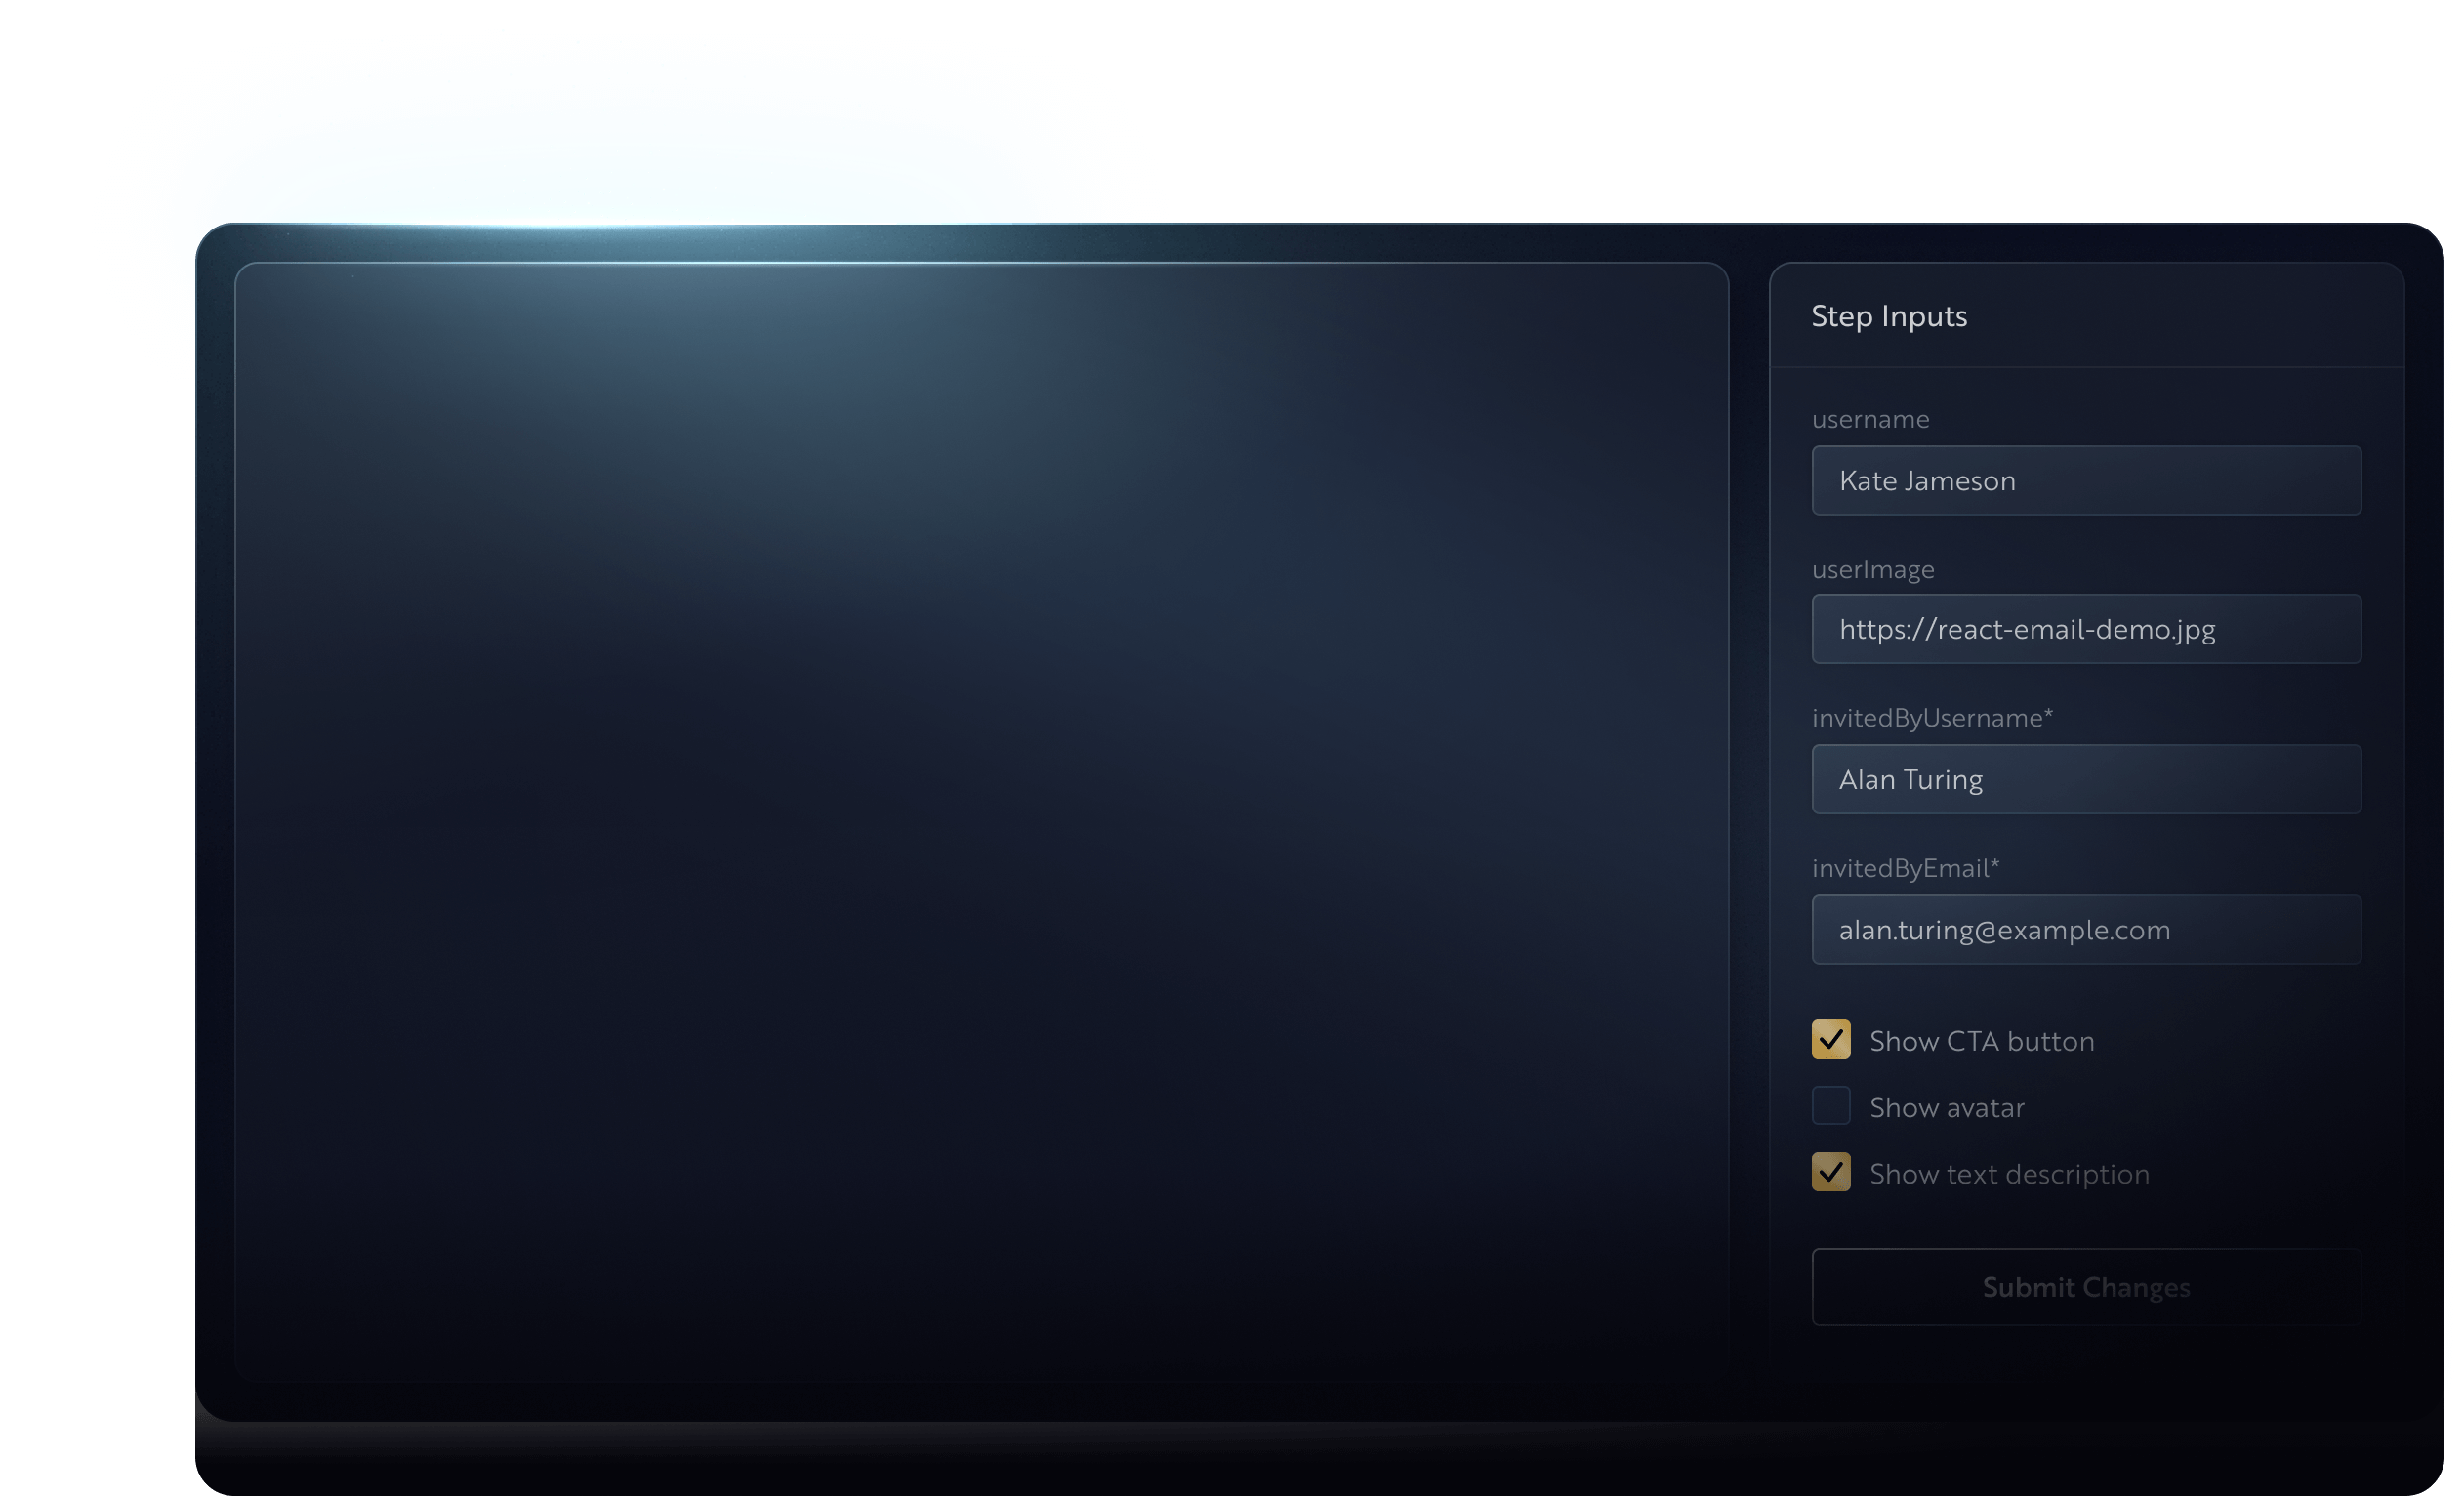 Step Inputs
username
Kate Jameson
userImage
https://react-email-demo.jpg
invitedByUsername*
Alan Turing
invitedByEmail*
alan.turing@example.com
Show CTA button
Show avatar
Show text description
Submit Changes